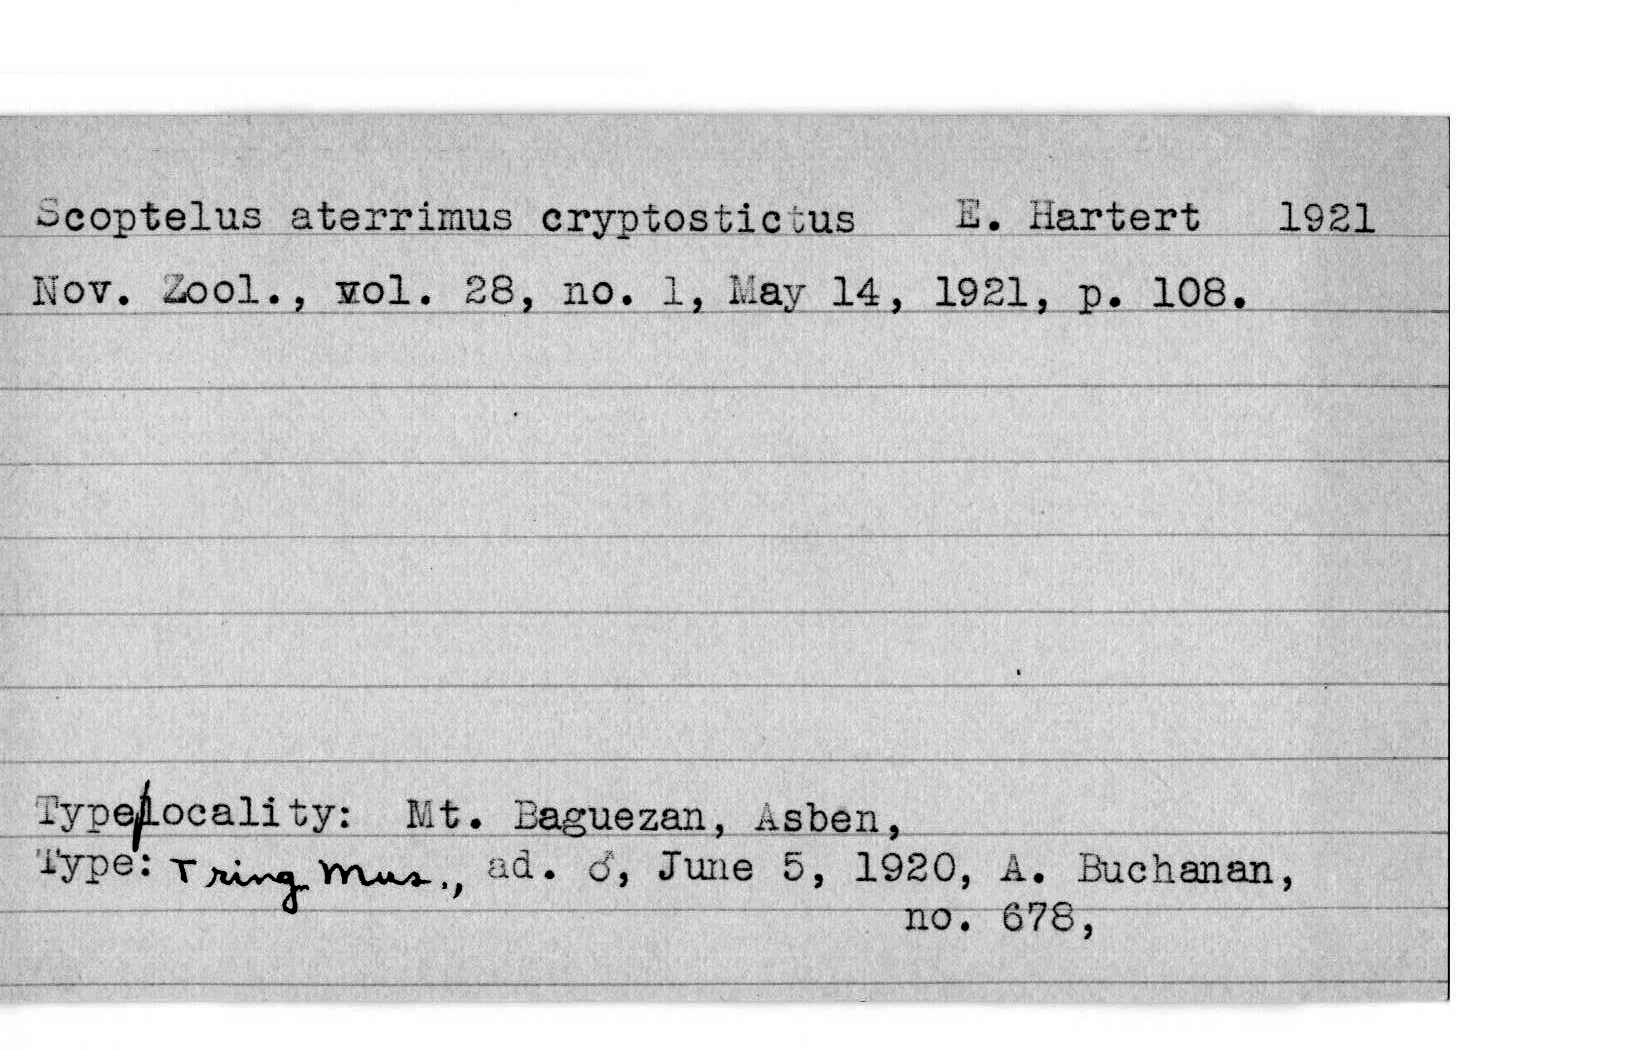 Scoptelus aterrimus cryptostictus E. Hartert 1921
Nov. Zool., vol. 28, no. 1, May 14, 1921, p. 108.
Type/locality: Mt. Baguezan, Asben,
Type: Tring Mus., ad. ♂, June 5, 1920, A. Buchanan,
no. 678,